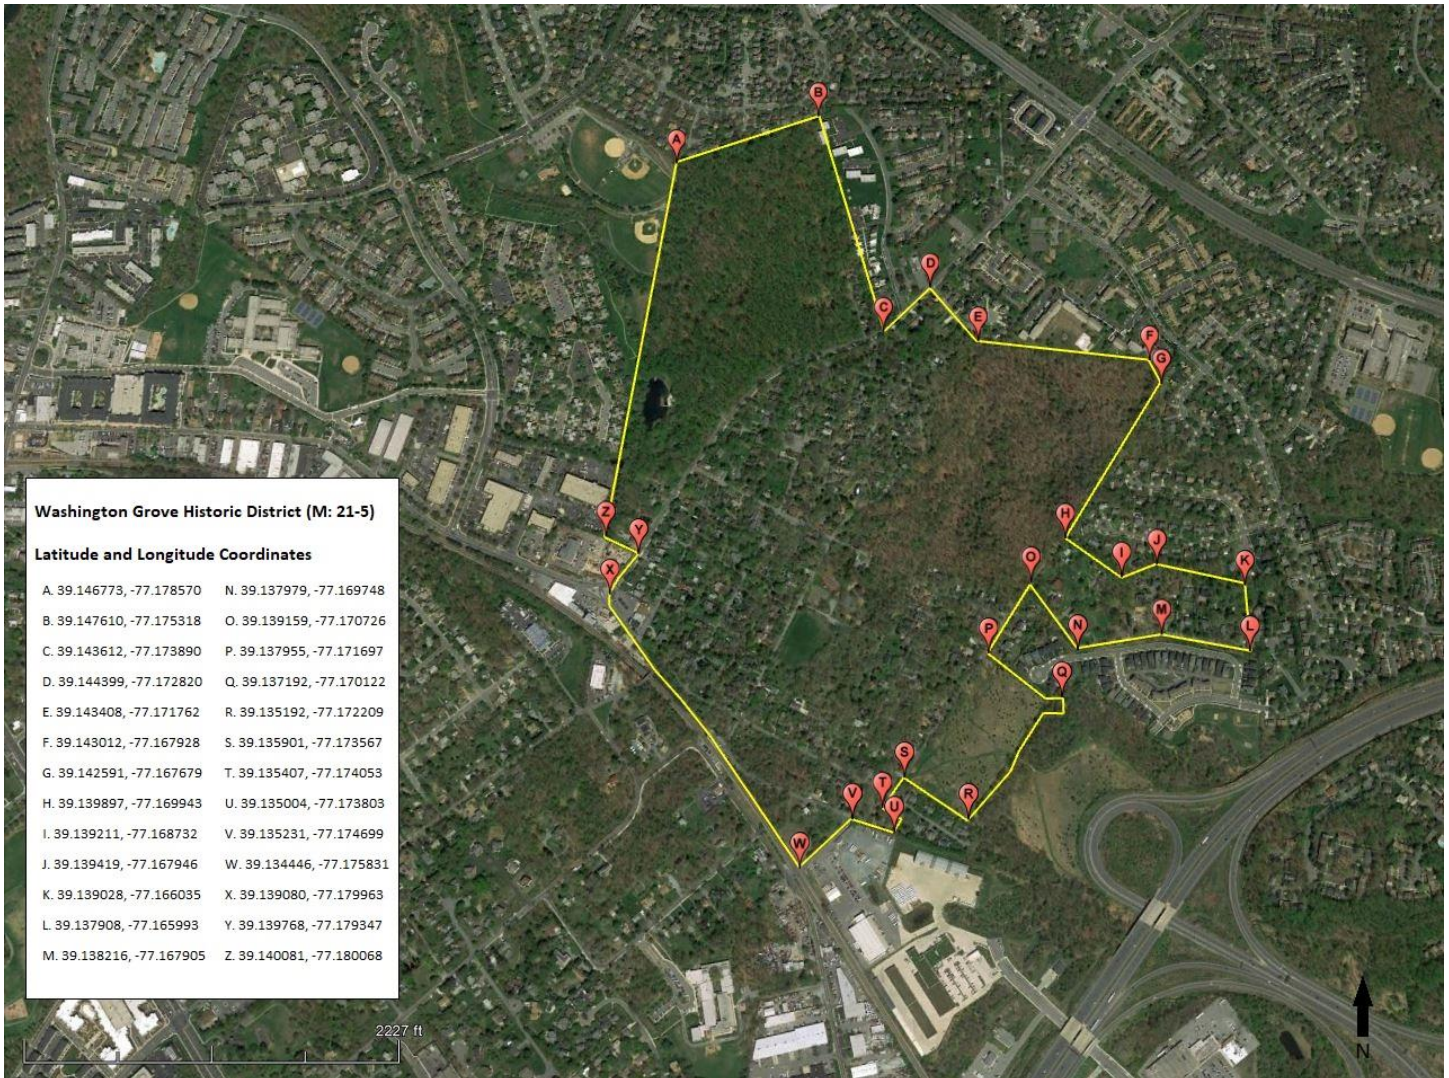 A
B
D
C
E
F
G
Washington Grove Historic District (M: 21-5)
Latitude and Longitude Coordinates
A. 39.146773, -77.178570 N. 39.137979, -77.169748
B. 39.147610, -77.175318 O. 39.139159, -77.170726
C. 39.143612, -77.173890 P. 39.137955, -77.171697
D. 39.144399, -77.172820 Q. 39.137192, -77.170122
E. 39.143408, -77.171762 R. 39.135192, -77.172209
F. 39.143012, -77.167928 S. 39.135901, -77.173567
G. 39.142591, -77.167679 T. 39.135407, -77.174053
H. 39.139897, -77.169943 U. 39.135004, -77.173803
I. 39.139211, -77.168732 V. 39.135231, -77.174699
J. 39.139419, -77.167946 W. 39.134446, -77.175831
K. 39.139028, -77.166035 X. 39.139080, -77.179963
L. 39.137908, -77.165993 Y. 39.139768, -77.179347
M. 39.138216, -77.167905 Z. 39.140081, -77.180068
Z
Y
X
H
I
J
K
O
P
N
M
L
Q
S
T
U
V
R
W
2227 ft
N